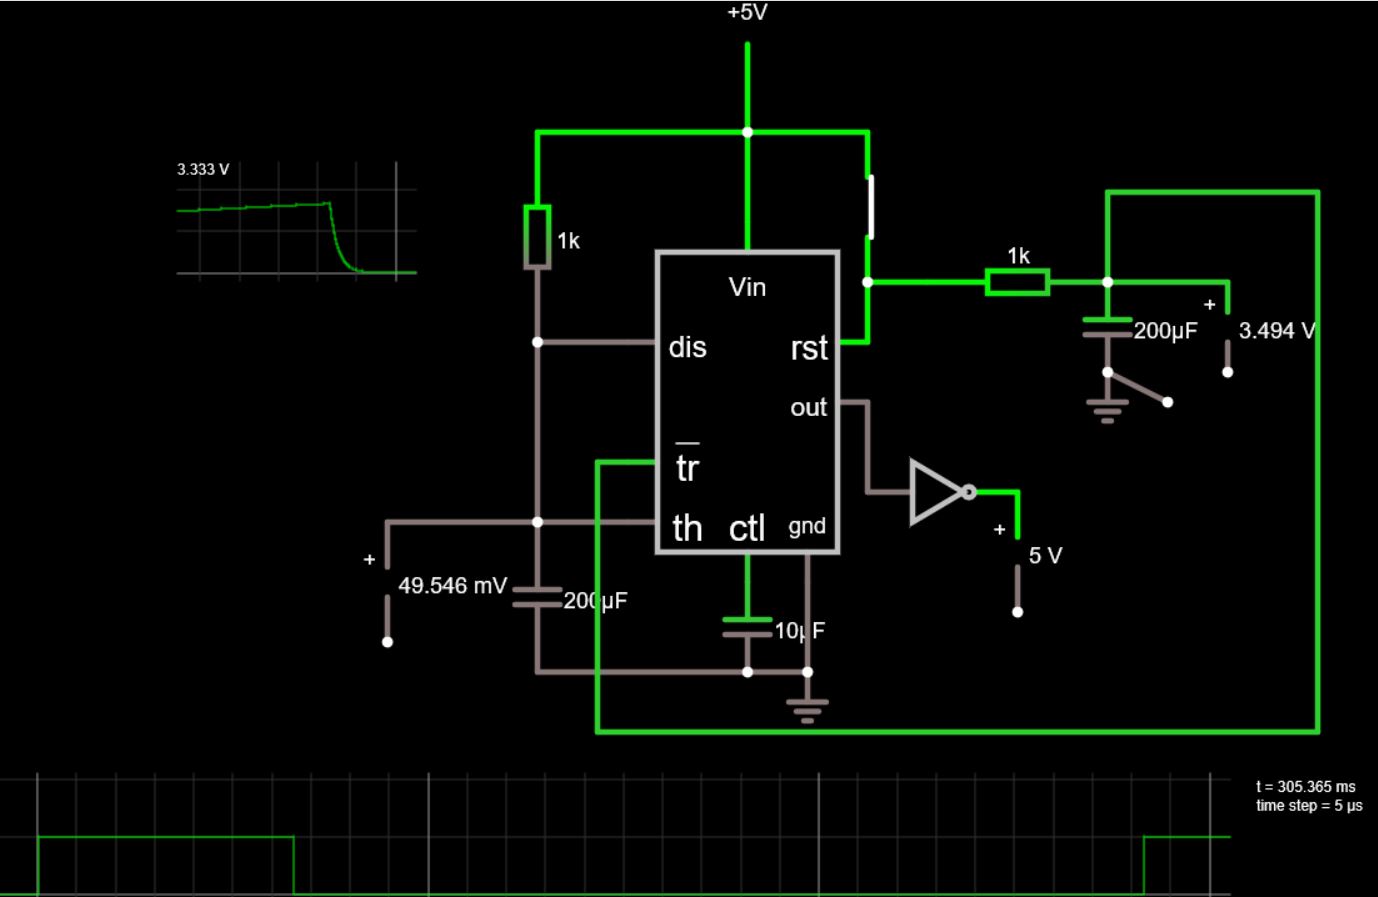 +5V
3.333 V
1k
Vin
1k
dis
rst
+
200µF
3.494 V
out
tr
th
ctl
gnd
+
5 V
+
49.546 mV
200µF
10µF
t = 305.365 ms
time step = 5 µs